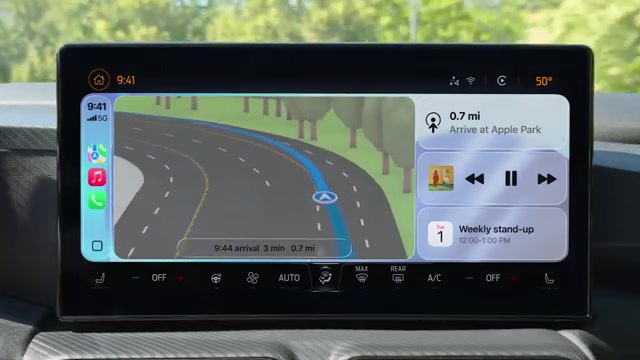 9:41
50°
9:41
5G
0.7 mi
Arrive at Apple Park
Tue
1
Weekly stand-up
12:00-1:00 PM
9:44 arrival 3 min 0.7 mi
OFF
AUTO
MAX
REAR
A/C
OFF